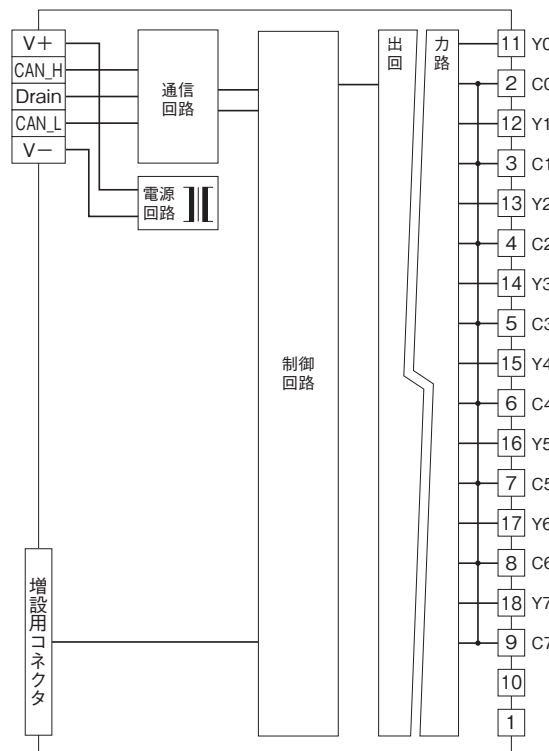 V+
CAN_H
Drain
CAN_L
V−
通信
回路
電源
回路
制御
回路
出力
回路
増設用コネクタ
11 Y0
2 C0
12 Y1
3 C1
13 Y2
4 C2
14 Y3
5 C3
15 Y4
6 C4
16 Y5
7 C5
17 Y6
8 C6
18 Y7
9 C7
10
1